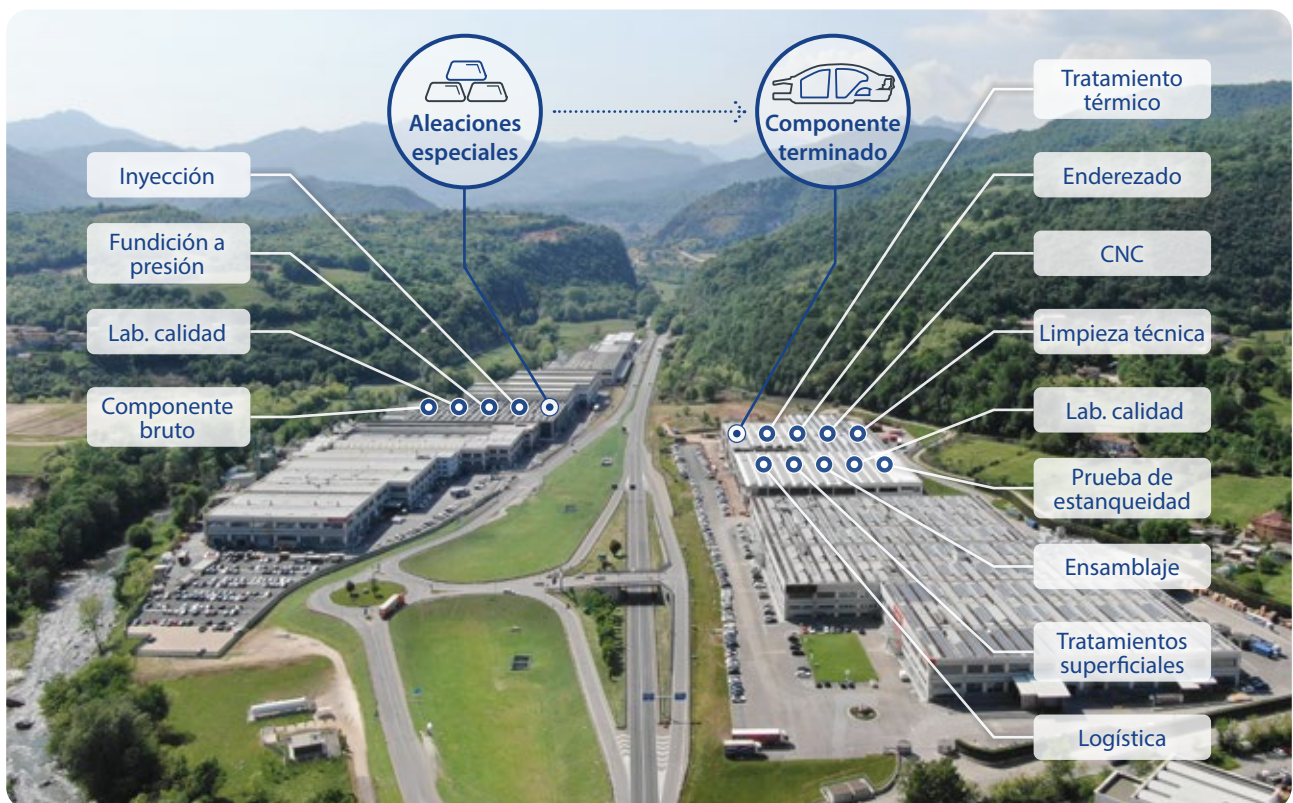 Aleaciones
especiales
Componente
terminado
Inyección
Fundición a
presión
Lab. calidad
Componente
bruto
Tratamiento
térmico
Enderezado
CNC
Limpieza técnica
Lab. calidad
Prueba de
estanqueidad
Ensamblaje
Tratamientos
superficiales
Logística